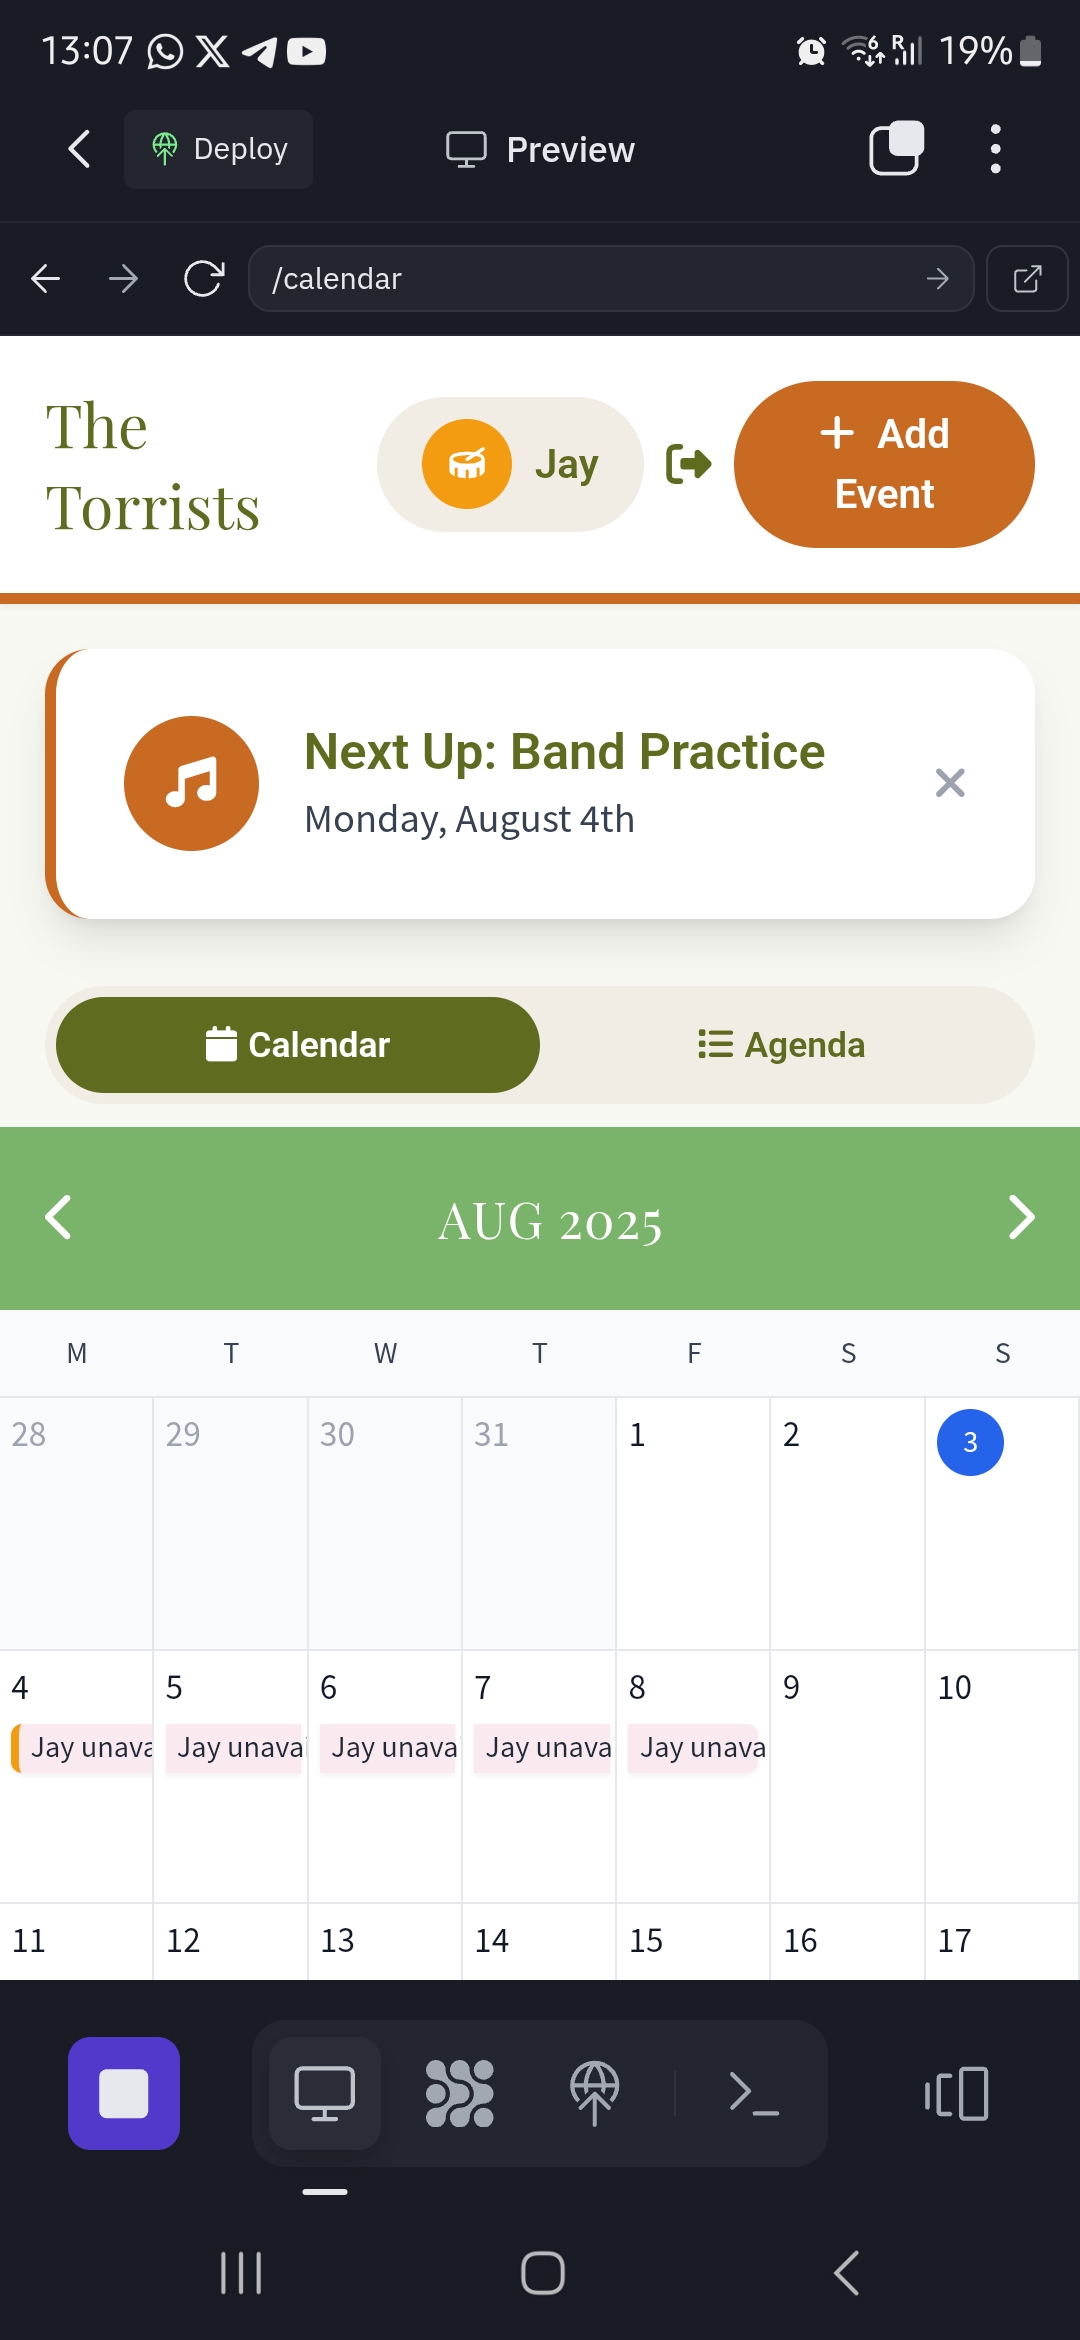 13:07
6
R
19%
Deploy
Preview
/calendar
The
Torrists
Jay
Add
Event
Next Up: Band Practice
Monday, August 4th
Calendar
Agenda
AUG 2025
M T W T F S S
28 29 30 31 1 2 3
4 5 6 7 8 9 10
Jay unava Jay unavai Jay unava Jay unava Jay unava
11 12 13 14 15 16 17